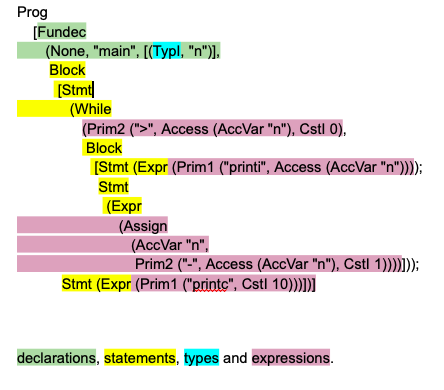 Prog
[Fundec
(None, "main", [(TypI, "n")],
Block
[Stmt
(While
(Prim2 (">", Access (AccVar "n"), CstI 0),
Block
[Stmt (Expr (Prim1 ("printi", Access (AccVar "n"))));
Stmt
(Expr
(Assign
(AccVar "n",
Prim2 ("-", Access (AccVar "n"), CstI 1))))]));
Stmt (Expr (Prim1 ("printc", CstI 10)))])]
declarations, statements, types and expressions.